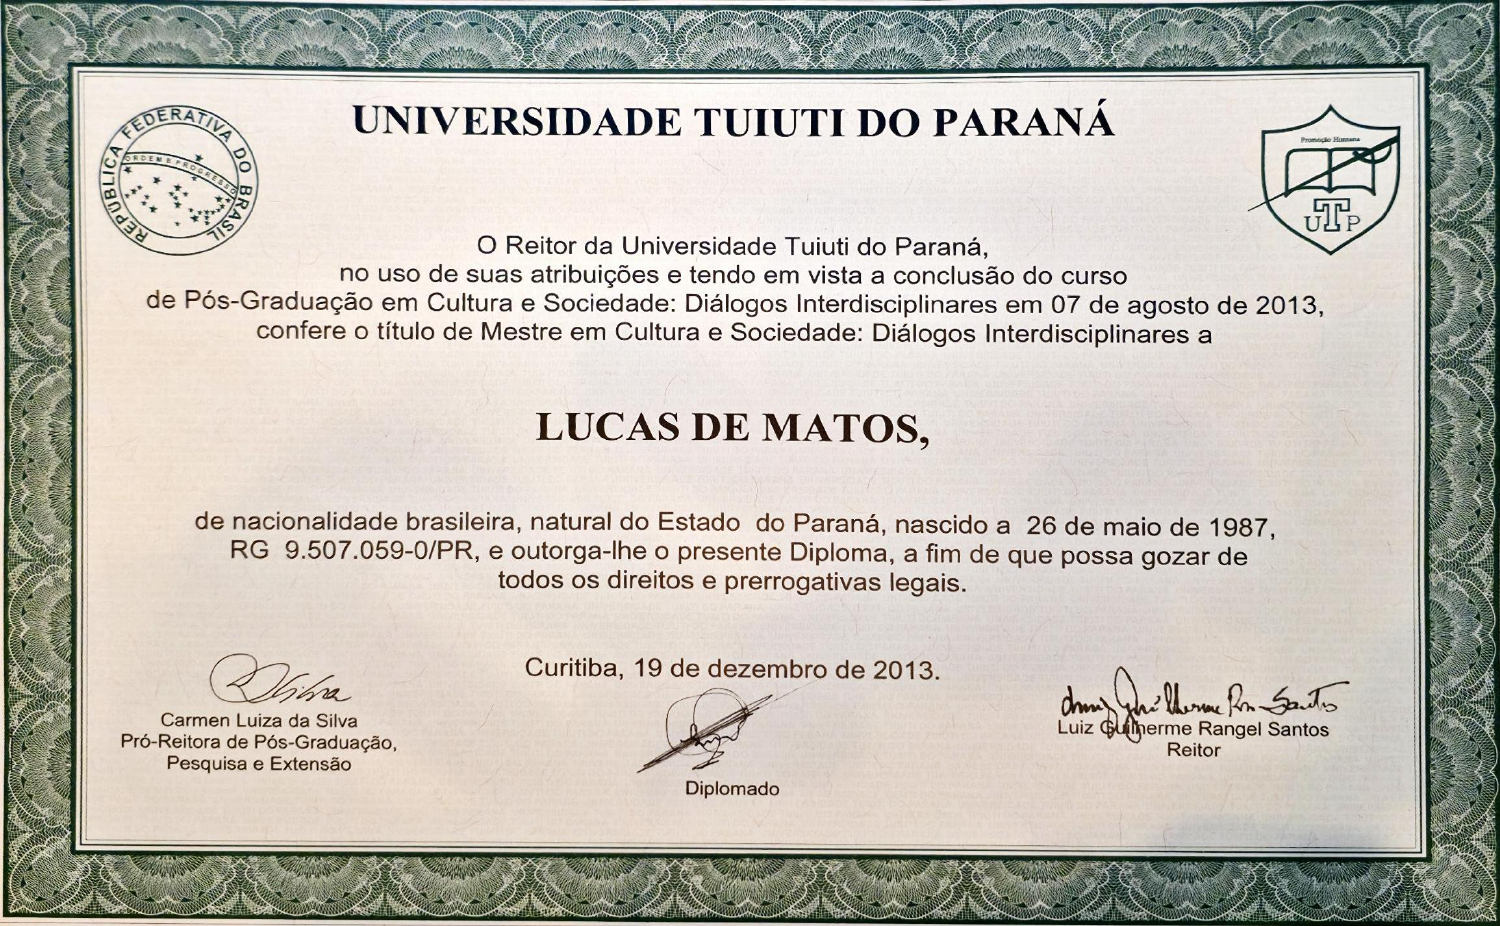 UNIVERSIDADE TUIUTI DO PARANÁ
REPÚBLICA FEDERATIVA DO BRASIL
ORDEM E PROGRESSO
Promoção Humana
UTP
O Reitor da Universidade Tuiuti do Paraná,
no uso de suas atribuições e tendo em vista a conclusão do curso
de Pós-Graduação em Cultura e Sociedade: Diálogos Interdisciplinares em 07 de agosto de 2013,
confere o título de Mestre em Cultura e Sociedade: Diálogos Interdisciplinares a
LUCAS DE MATOS,
de nacionalidade brasileira, natural do Estado do Paraná, nascido a 26 de maio de 1987,
RG 9.507.059-0/PR, e outorga-lhe o presente Diploma, a fim de que possa gozar de
todos os direitos e prerrogativas legais.
Curitiba, 19 de dezembro de 2013.
Carmen Luiza da Silva
Pró-Reitora de Pós-Graduação,
Pesquisa e Extensão
Diplomado
Luiz Guilherme Rangel Santos
Reitor